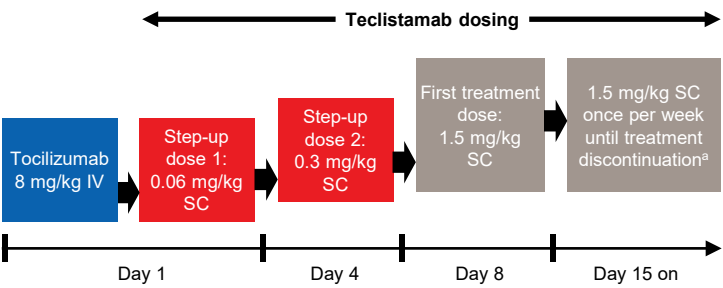 Teclistamab dosing
Tocilizumab
8 mg/kg IV
Step-up
dose 1:
0.06 mg/kg
SC
Step-up
dose 2:
0.3 mg/kg
SC
First treatment
dose:
1.5 mg/kg
SC
1.5 mg/kg SC
once per week
until treatment
discontinuationᵃ
Day 1
Day 4
Day 8
Day 15 on